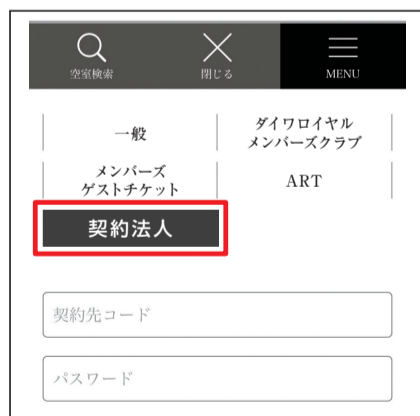 空室検索
閉じる
MENU
一般
ダイワロイヤル
メンバーズクラブ
メンバーズ
ゲストチケット
ART
契約法人
契約先コード
パスワード